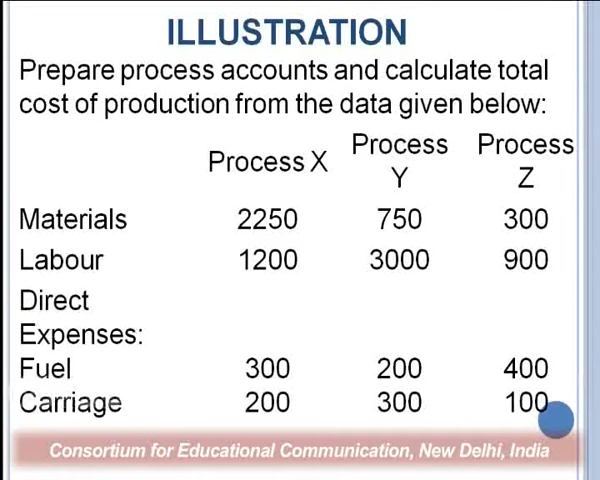 ILLUSTRATION
Prepare process accounts and calculate total
cost of production from the data given below:
Process X Process Y Process Z
Materials 2250 750 300
Labour 1200 3000 900
Direct
Expenses:
Fuel 300 200 400
Carriage 200 300 100
Consortium for Educational Communication, New Delhi, India